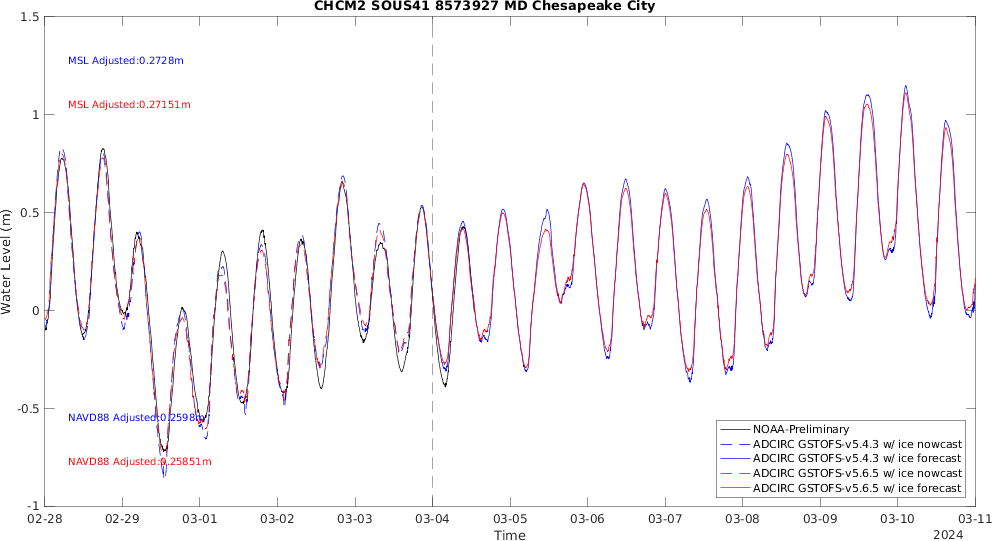 CHCM2 SOUS41 8573927 MD Chesapeake City
1.5
1
0.5
0
-0.5
-1
Water Level (m)
MSL Adjusted:0.2728m
MSL Adjusted:0.27151m
NAVD88 Adjusted:0.2598m
NAVD88 Adjusted:0.25851m
NOAA-Preliminary
ADCIRC GSTOFS-v5.4.3 w/ ice nowcast
ADCIRC GSTOFS-v5.4.3 w/ ice forecast
ADCIRC GSTOFS-v5.6.5 w/ ice nowcast
ADCIRC GSTOFS-v5.6.5 w/ ice forecast
02-28 02-29 03-01 03-02 03-03 03-04 03-05 03-06 03-07 03-08 03-09 03-10 03-11
Time
2024